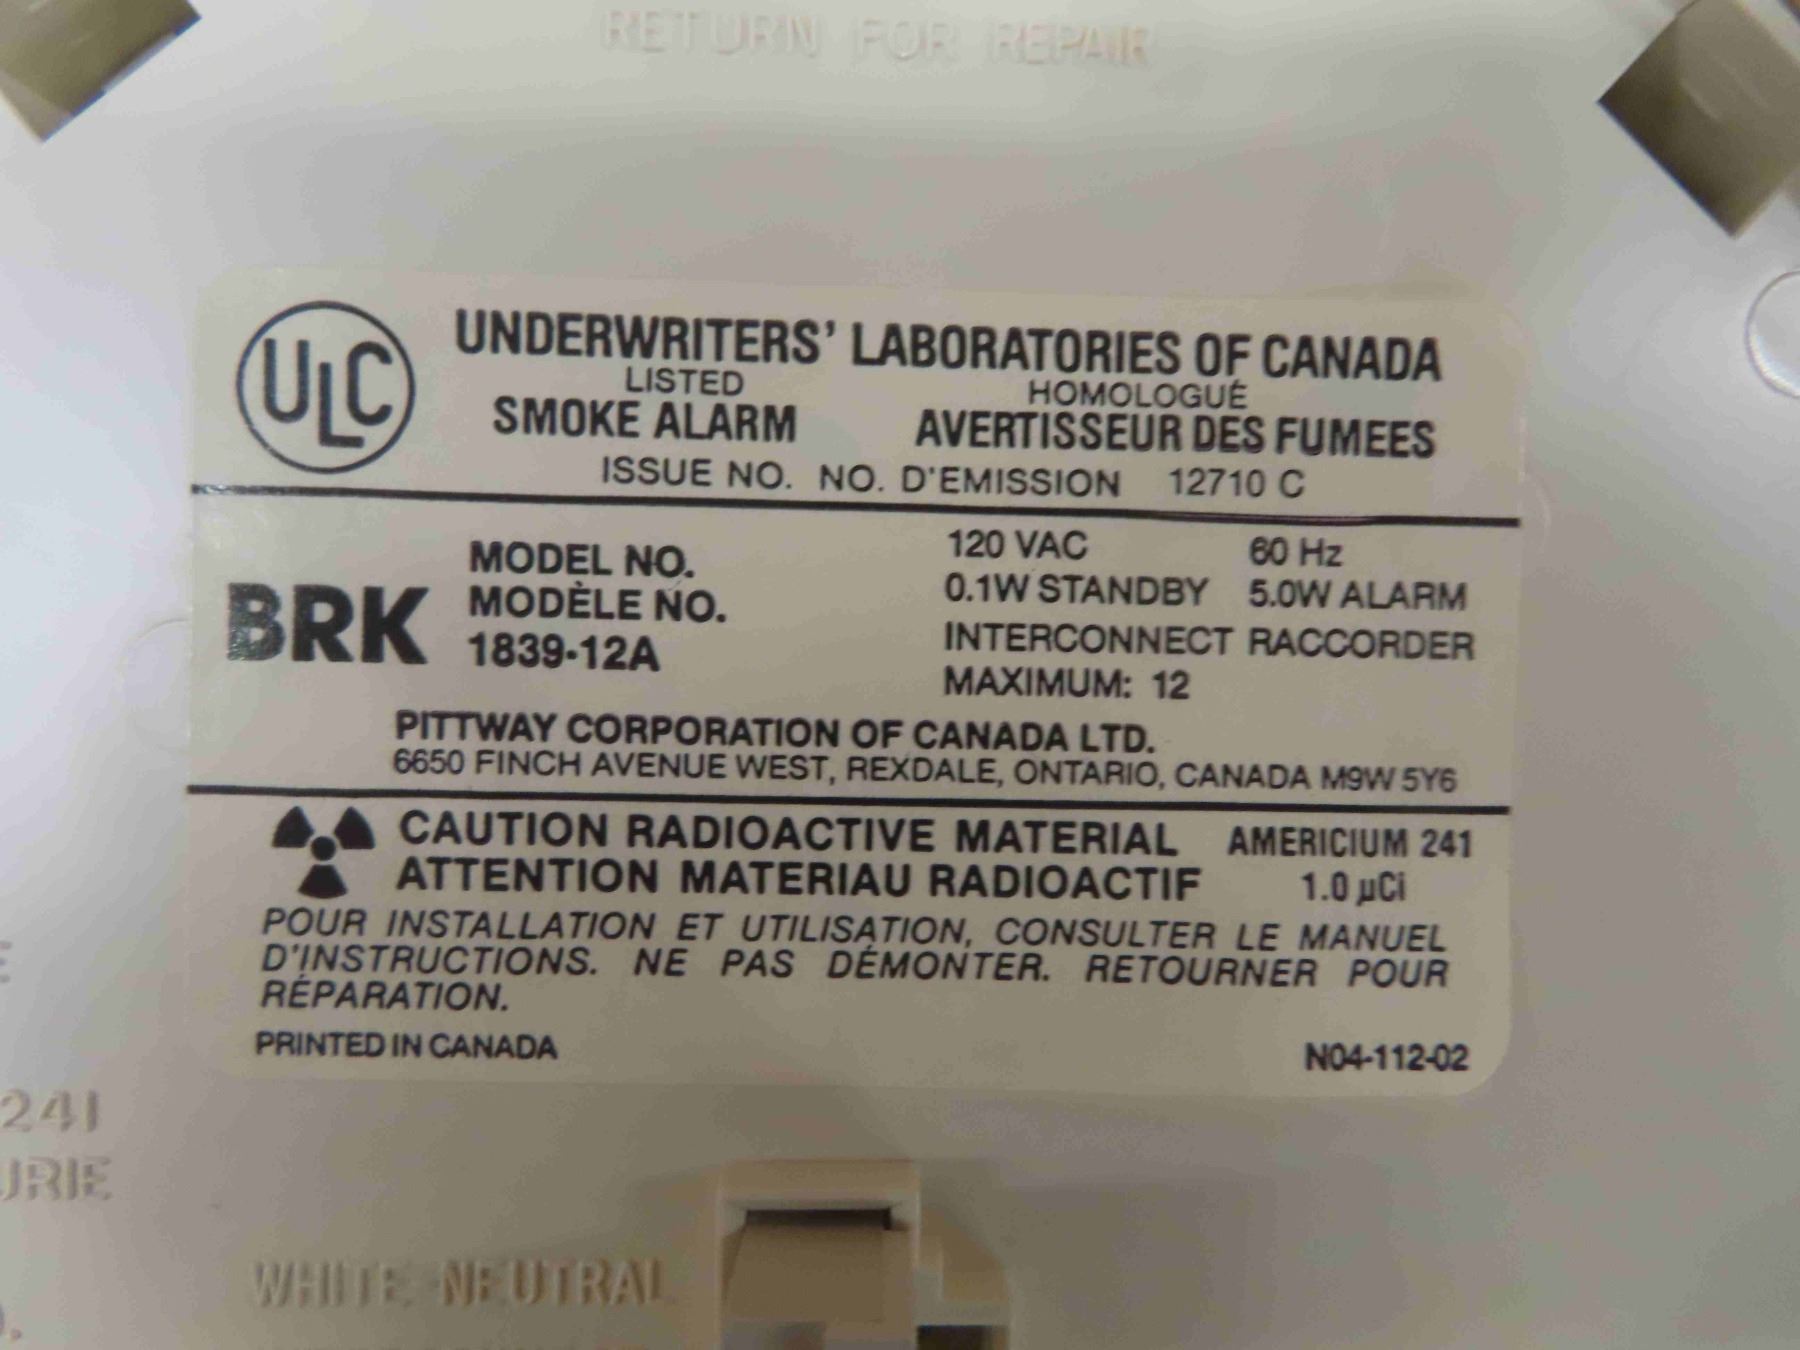 RETURN FOR REPAIR
ULC
UNDERWRITERS' LABORATORIES OF CANADA
LISTED HOMOLOGUÉ
SMOKE ALARM AVERTISSEUR DES FUMEES
ISSUE NO. NO. D'EMISSION 12710 C
BRK
MODEL NO.
MODÈLE NO.
1839-12A
120 VAC 60 Hz
0.1W STANDBY 5.0W ALARM
INTERCONNECT RACCORDER
MAXIMUM: 12
PITTWAY CORPORATION OF CANADA LTD.
6650 FINCH AVENUE WEST, REXDALE, ONTARIO, CANADA M9W 5Y6
CAUTION RADIOACTIVE MATERIAL AMERICIUM 241
ATTENTION MATERIAU RADIOACTIF 1.0 µCi
POUR INSTALLATION ET UTILISATION, CONSULTER LE MANUEL
D'INSTRUCTIONS. NE PAS DÉMONTER. RETOURNER POUR
RÉPARATION.
PRINTED IN CANADA N04-112-02
241
WHITE NEUTRAL